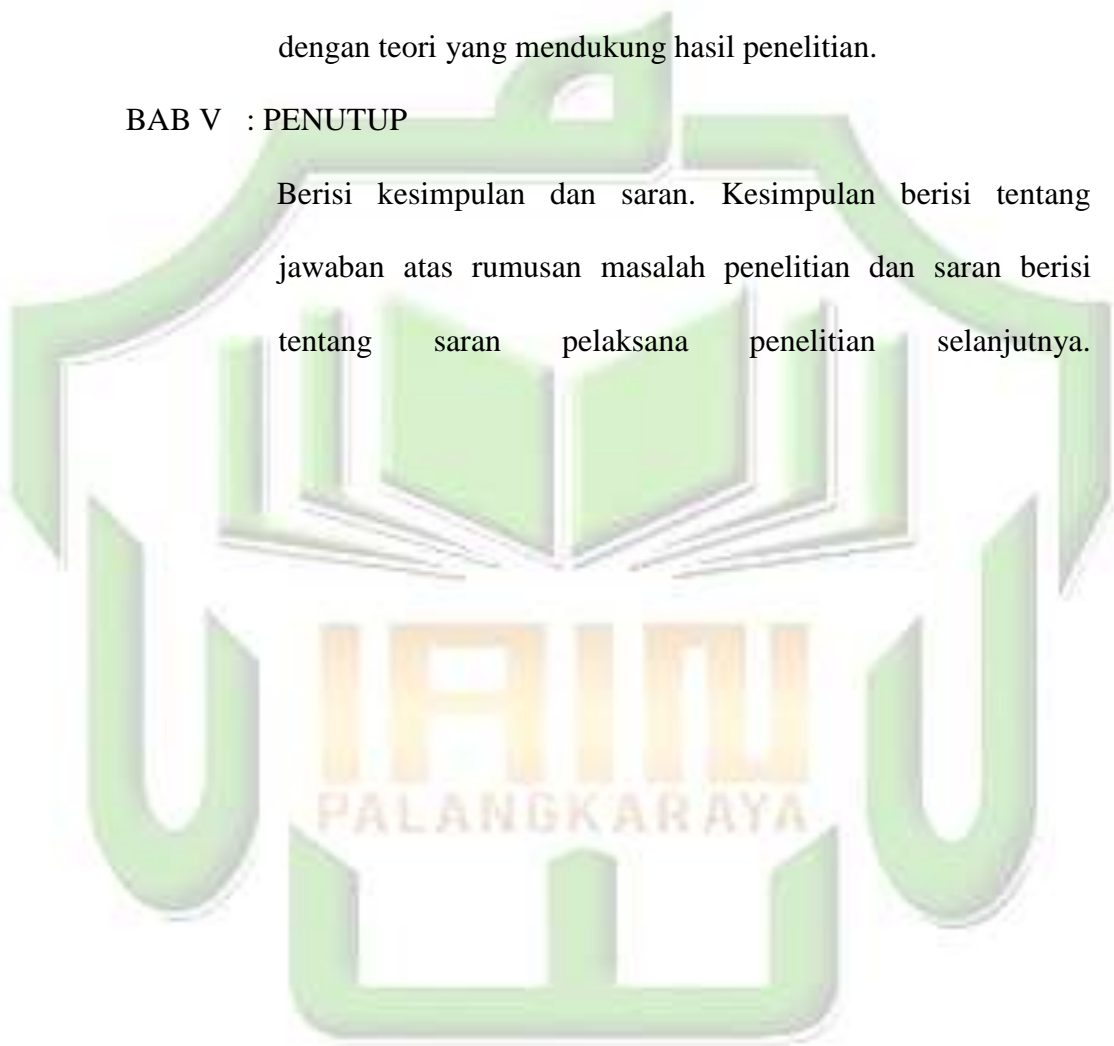 dengan teori yang mendukung hasil penelitian.
BAB V : PENUTUP
Berisi kesimpulan dan saran. Kesimpulan berisi tentang
jawaban atas rumusan masalah penelitian dan saran berisi
tentang saran pelaksana penelitian selanjutnya.
IAIN
PALANGKARAYA